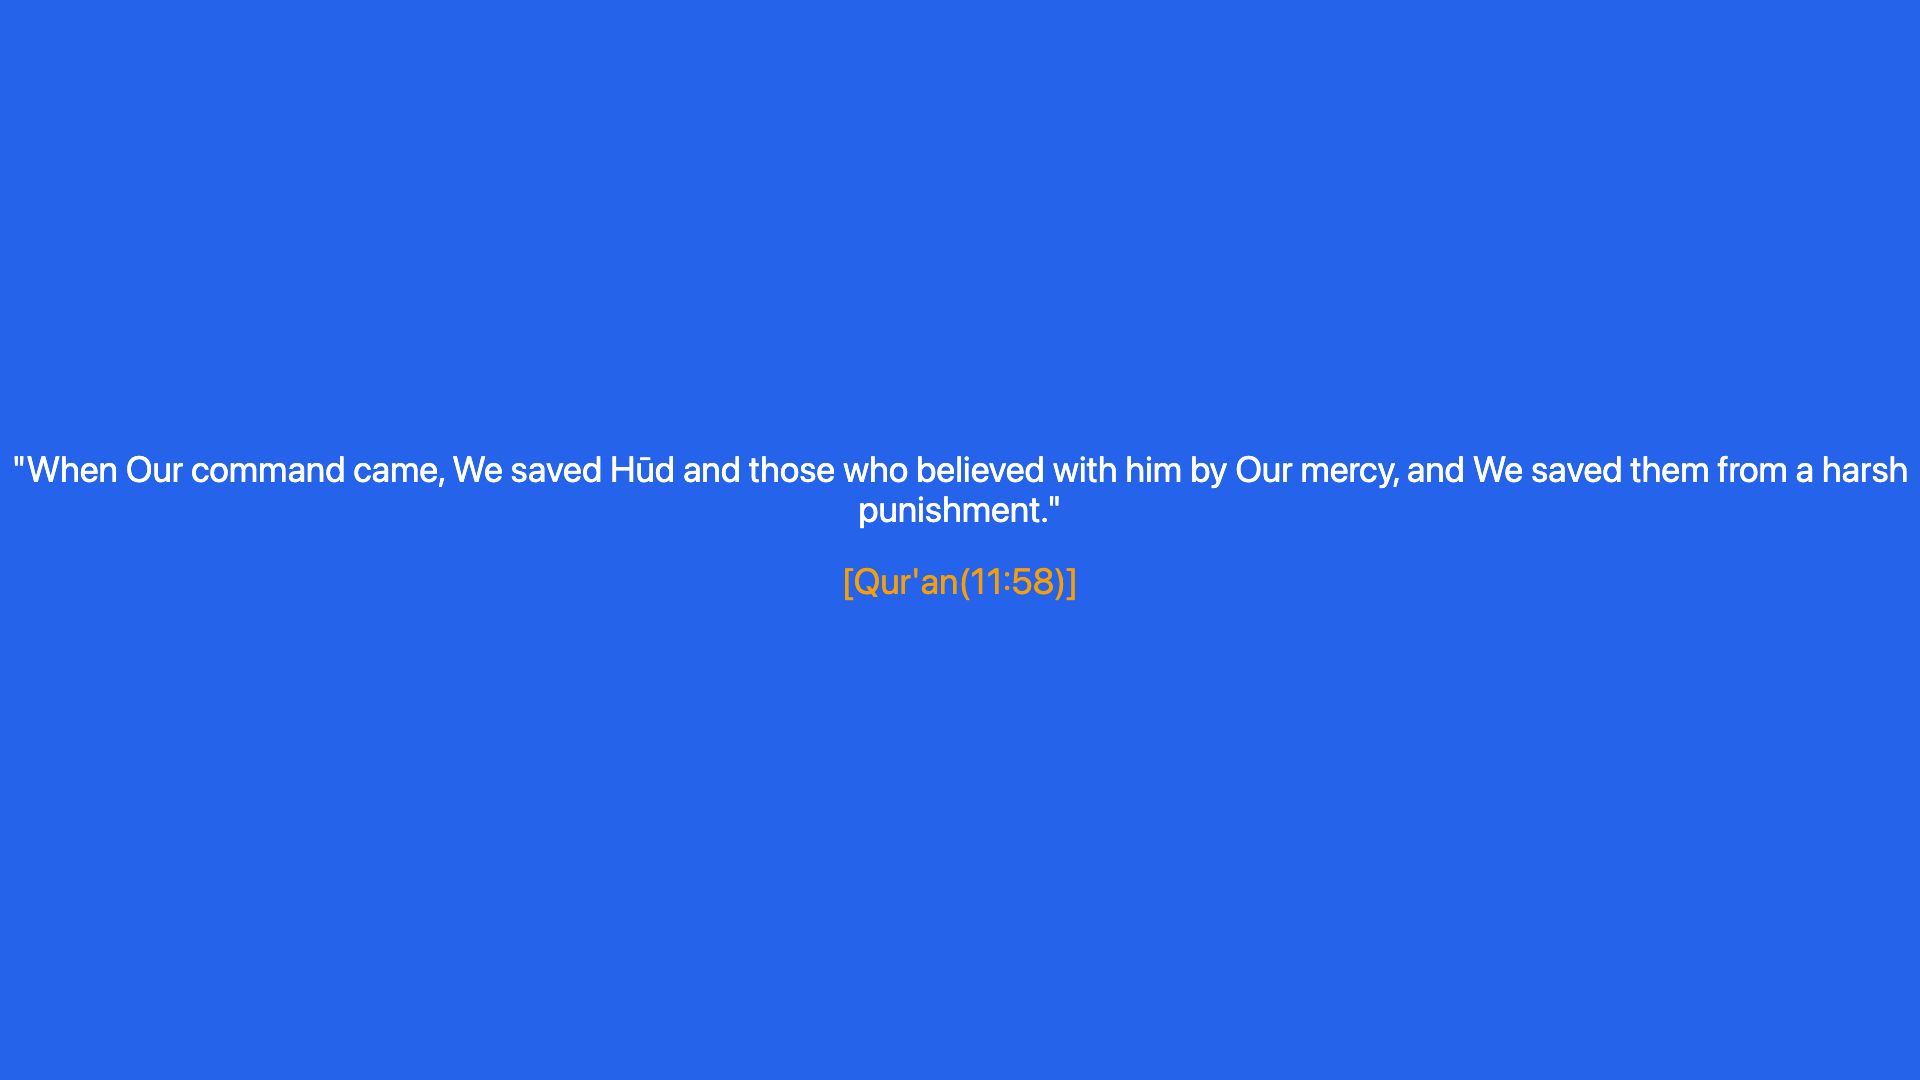 "When Our command came, We saved Hūd and those who believed with him by Our mercy, and We saved them from a harsh
punishment."
[Qur'an(11:58)]